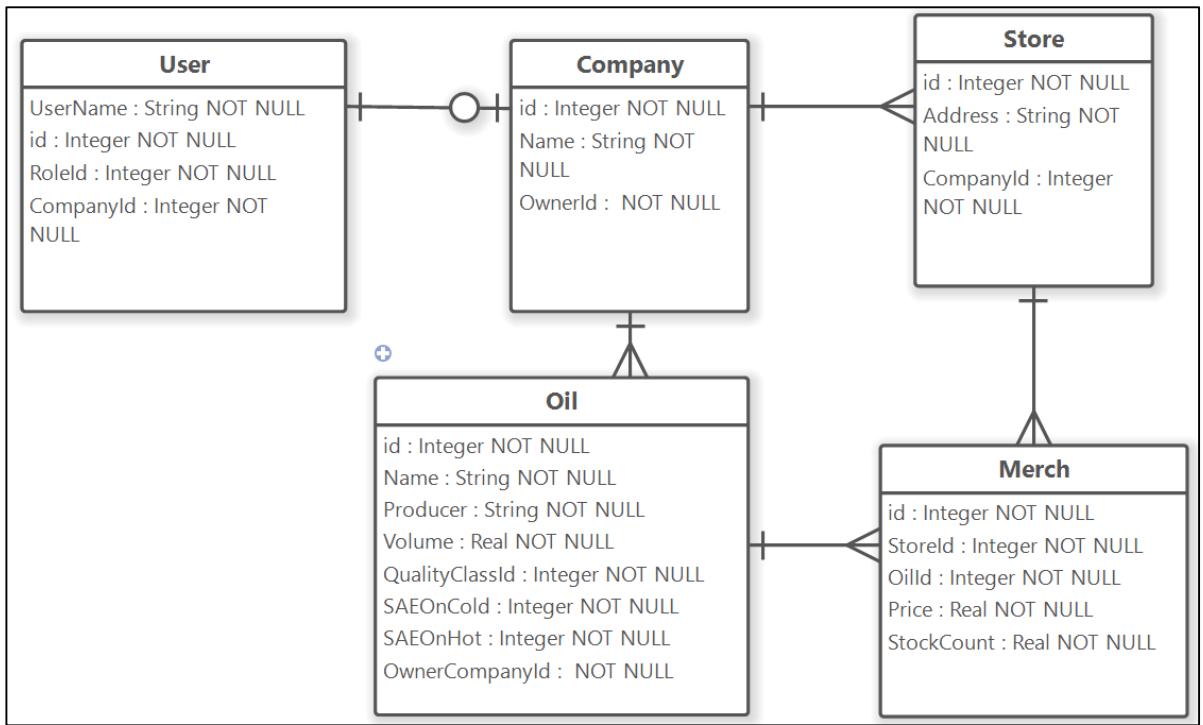 User
UserName : String NOT NULL
id : Integer NOT NULL
RoleId : Integer NOT NULL
CompanyId : Integer NOT
NULL
Company
id : Integer NOT NULL
Name : String NOT
NULL
OwnerId :  NOT NULL
Store
id : Integer NOT NULL
Address : String NOT
NULL
CompanyId : Integer
NOT NULL
Oil
id : Integer NOT NULL
Name : String NOT NULL
Producer : String NOT NULL
Volume : Real NOT NULL
QualityClassId : Integer NOT NULL
SAEOnCold : Integer NOT NULL
SAEOnHot : Integer NOT NULL
OwnerCompanyId :  NOT NULL
Merch
id : Integer NOT NULL
StoreId : Integer NOT NULL
OilId : Integer NOT NULL
Price : Real NOT NULL
StockCount : Real NOT NULL